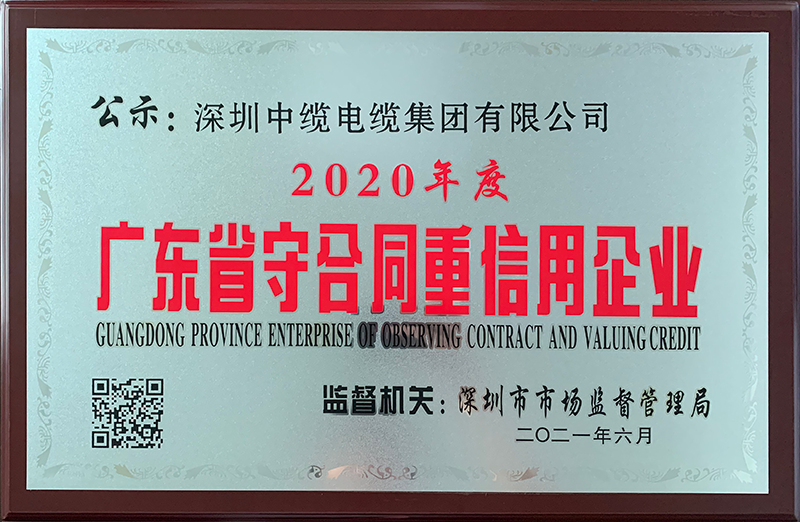 公示：深圳中缆电缆集团有限公司
2020年度
广东省守合同重信用企业
GUANGDONG PROVINCE ENTERPRISE OF OBSERVING CONTRACT AND VALUING CREDIT
监督机关：深圳市市场监督管理局
二〇二一年六月